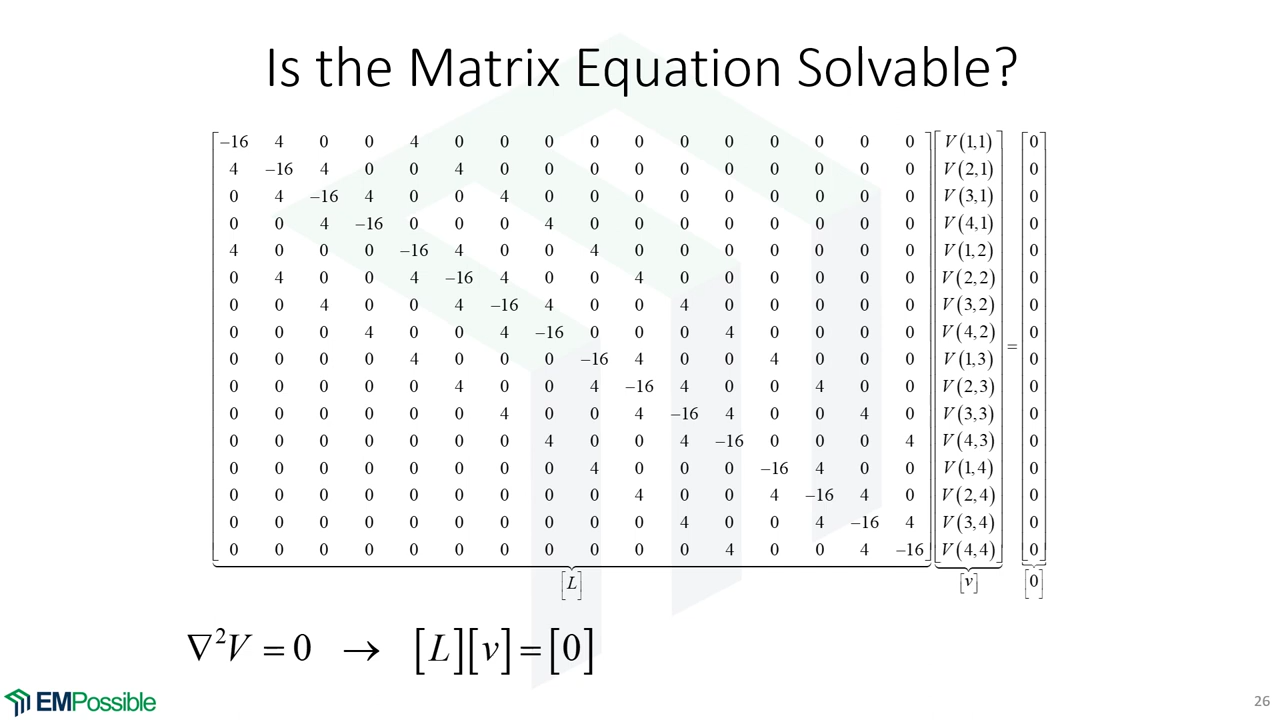 Is the Matrix Equation Solvable?
−16 4 0 0 4 0 0 0 0 0 0 0 0 0 0 0 V(1,1) 0
4 −16 4 0 0 4 0 0 0 0 0 0 0 0 0 0 V(2,1) 0
0 4 −16 4 0 0 4 0 0 0 0 0 0 0 0 0 V(3,1) 0
0 0 4 −16 0 0 0 4 0 0 0 0 0 0 0 0 V(4,1) 0
4 0 0 0 −16 4 0 0 4 0 0 0 0 0 0 0 V(1,2) 0
0 4 0 0 4 −16 4 0 0 4 0 0 0 0 0 0 V(2,2) 0
0 0 4 0 0 4 −16 4 0 0 4 0 0 0 0 0 V(3,2) 0
0 0 0 4 0 0 4 −16 0 0 0 4 0 0 0 0 V(4,2) 0
=
0 0 0 0 4 0 0 0 −16 4 0 0 4 0 0 0 V(1,3) 0
0 0 0 0 0 4 0 0 4 −16 4 0 0 4 0 0 V(2,3) 0
0 0 0 0 0 0 4 0 0 4 −16 4 0 0 4 0 V(3,3) 0
0 0 0 0 0 0 0 4 0 0 4 −16 0 0 0 4 V(4,3) 0
0 0 0 0 0 0 0 0 4 0 0 0 −16 4 0 0 V(1,4) 0
0 0 0 0 0 0 0 0 0 4 0 0 4 −16 4 0 V(2,4) 0
0 0 0 0 0 0 0 0 0 0 4 0 0 4 −16 4 V(3,4) 0
0 0 0 0 0 0 0 0 0 0 0 4 0 0 4 −16 V(4,4) 0
[L] [v] [0]
∇²V = 0 → [L][v] = [0]
EMPossible
26